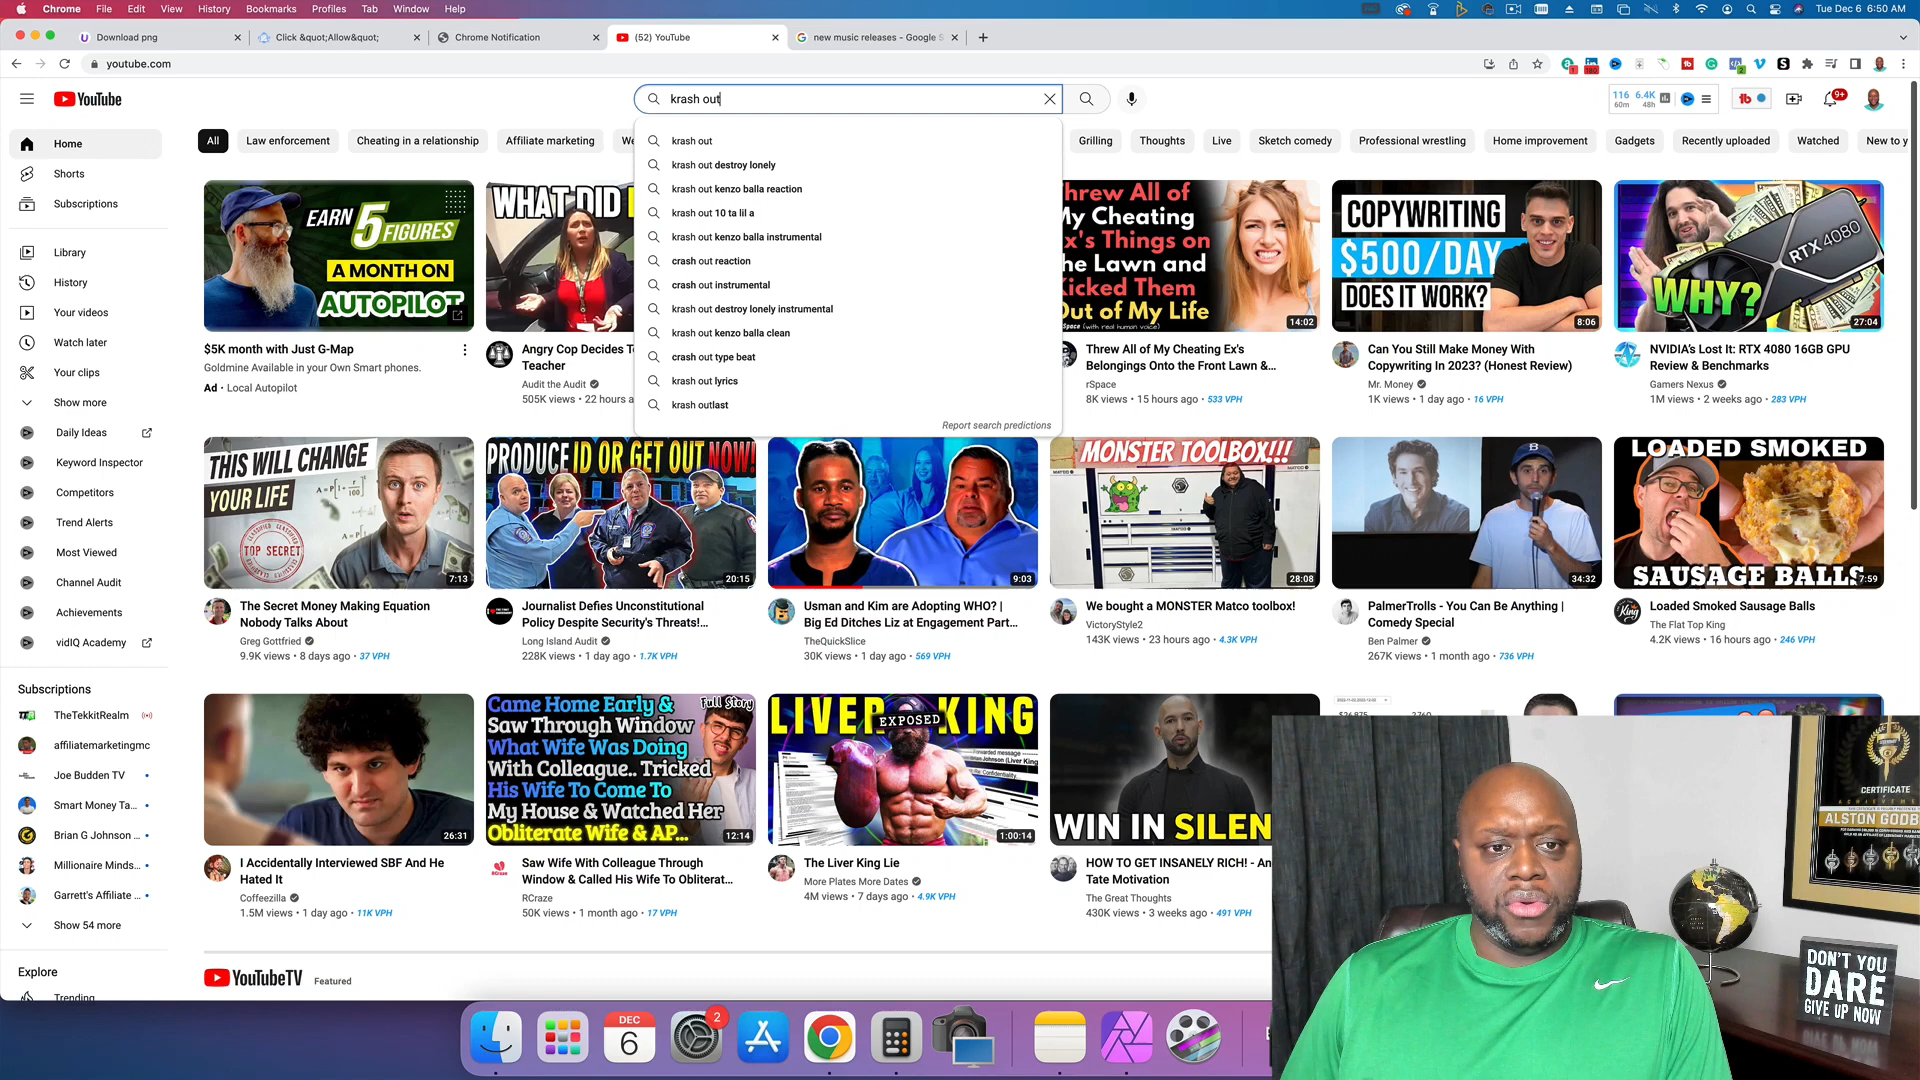 Chrome File Edit View History Bookmarks Profiles Tab Window Help
Tue Dec 6 6:50 AM
Download png
Click &quot;Allow&quot;
Chrome Notification
(52) YouTube
new music releases - Google S
youtube.com
YouTube
krash out
116 6.4K
60m 48h
9+
All
Law enforcement
Cheating in a relationship
Affiliate marketing
Grilling
Thoughts
Live
Sketch comedy
Professional wrestling
Home improvement
Gadgets
Recently uploaded
Watched
New to y
krash out
krash out destroy lonely
krash out kenzo balla reaction
krash out 10 ta lil a
krash out kenzo balla instrumental
crash out reaction
crash out instrumental
krash out destroy lonely instrumental
krash out kenzo balla clean
crash out type beat
krash out lyrics
krash outlast
Report search predictions
Home
Shorts
Subscriptions
Library
History
Your videos
Watch later
Your clips
Show more
Daily Ideas
Keyword Inspector
Competitors
Trend Alerts
Most Viewed
Channel Audit
Achievements
vidIQ Academy
Subscriptions
TheTekkitRealm
affiliatemarketingmc
Joe Budden TV
Smart Money Ta...
Brian G Johnson ...
Millionaire Minds...
Garrett's Affiliate ...
Show 54 more
Explore
Trending
EARN 5 FIGURES
A MONTH ON
AUTOPILOT
$5K month with Just G-Map
Goldmine Available in your Own Smart phones.
Ad • Local Autopilot
WHAT DID
Angry Cop Decides T
Teacher
Audit the Audit
505K views • 22 hours a
Threw All of
My Cheating
Ex's Things on
the Lawn and
Kicked Them
Out of My Life
rSpace (with real human voice)
14:02
Threw All of My Cheating Ex's
Belongings Onto the Front Lawn &...
rSpace
8K views • 15 hours ago • 533 VPH
COPYWRITING
$500/DAY
DOES IT WORK?
8:06
Can You Still Make Money With
Copywriting In 2023? (Honest Review)
Mr. Money
1K views • 1 day ago • 16 VPH
RTX 4080
WHY?
27:04
NVIDIA's Lost It: RTX 4080 16GB GPU
Review & Benchmarks
Gamers Nexus
1M views • 2 weeks ago • 283 VPH
THIS WILL CHANGE
YOUR LIFE
TOP SECRET
7:13
The Secret Money Making Equation
Nobody Talks About
Greg Gottfried
9.9K views • 8 days ago • 37 VPH
PRODUCE ID OR GET OUT NOW!
20:15
Journalist Defies Unconstitutional
Policy Despite Security's Threats!...
Long Island Audit
228K views • 1 day ago • 1.7K VPH
9:03
Usman and Kim are Adopting WHO? |
Big Ed Ditches Liz at Engagement Part...
TheQuickSlice
30K views • 1 day ago • 569 VPH
MONSTER TOOLBOX!!!
28:08
We bought a MONSTER Matco toolbox!
VictoryStyle2
143K views • 23 hours ago • 4.3K VPH
34:32
PalmerTrolls - You Can Be Anything |
Comedy Special
Ben Palmer
267K views • 1 month ago • 736 VPH
LOADED SMOKED
SAUSAGE BALLS
7:59
Loaded Smoked Sausage Balls
The Flat Top King
4.2K views • 16 hours ago • 246 VPH
26:31
I Accidentally Interviewed SBF And He
Hated It
Coffeezilla
1.5M views • 1 day ago • 11K VPH
Came Home Early &
Full Story
Saw Through Window
What Wife Was Doing
With Colleague.. Tricked
His Wife To Come To
My House & Watched Her
Obliterate Wife & AP...
12:14
Saw Wife With Colleague Through
Window & Called His Wife To Obliterat...
RCraze
50K views • 1 month ago • 17 VPH
LIVER KING
EXPOSED
1:00:14
The Liver King Lie
More Plates More Dates
4M views • 7 days ago • 4.9K VPH
WIN IN SILEN
HOW TO GET INSANELY RICH! - An
Tate Motivation
The Great Thoughts
430K views • 3 weeks ago • 491 VPH
YouTubeTV Featured
CERTIFICATE
ALSTON GODB
DON'T YOU
DARE
GIVE UP NOW
DEC
6
2